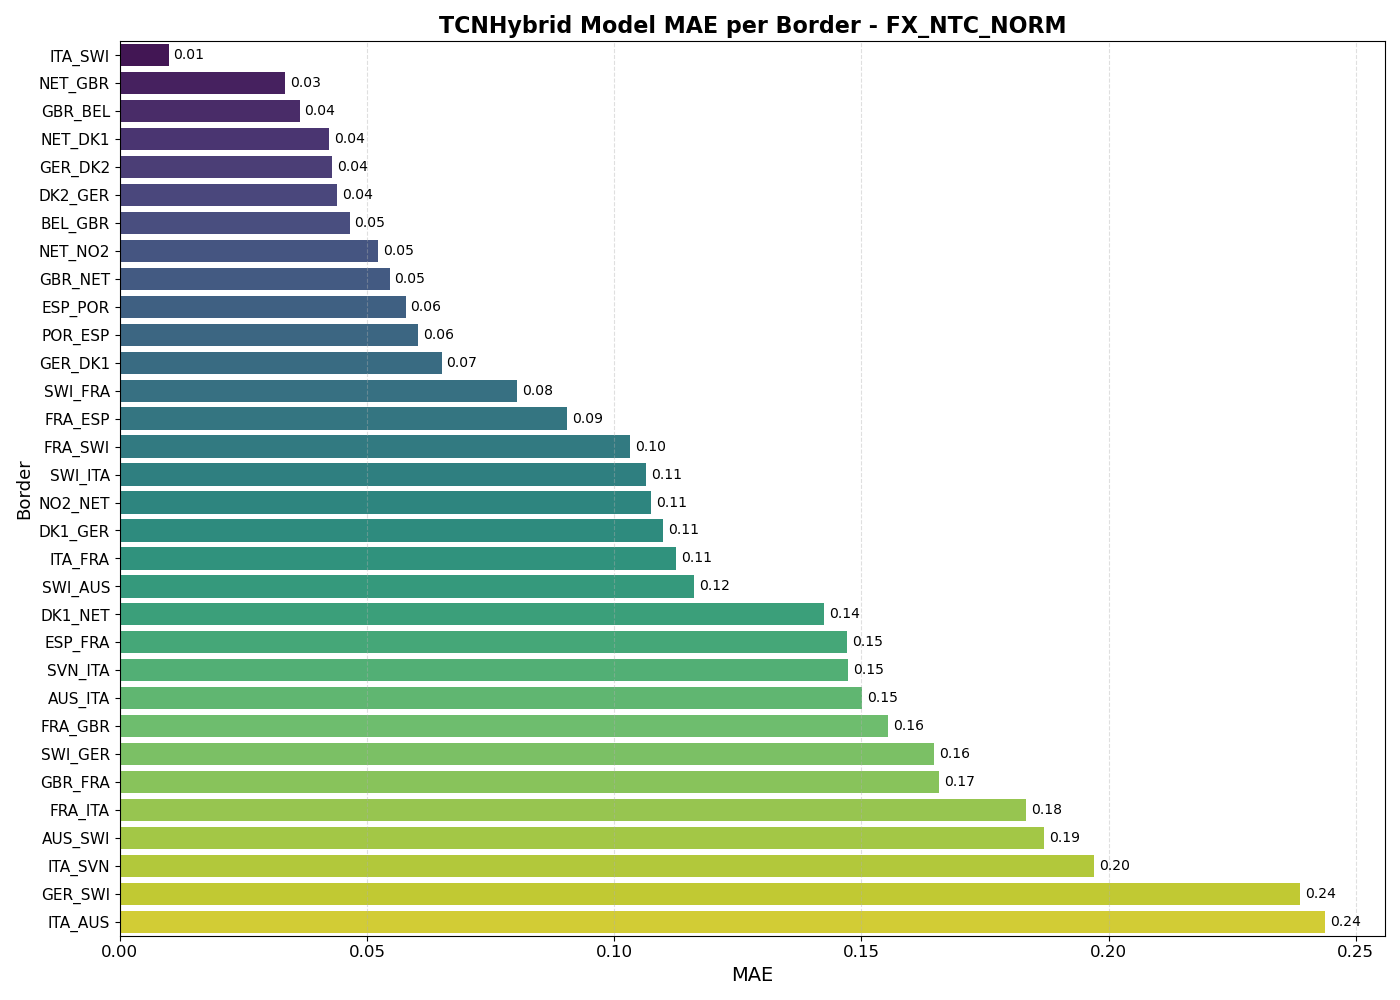 TCNHybrid Model MAE per Border - FX_NTC_NORM
Border
ITA_SWI 0.01
NET_GBR 0.03
GBR_BEL 0.04
NET_DK1 0.04
GER_DK2 0.04
DK2_GER 0.04
BEL_GBR 0.05
NET_NO2 0.05
GBR_NET 0.05
ESP_POR 0.06
POR_ESP 0.06
GER_DK1 0.07
SWI_FRA 0.08
FRA_ESP 0.09
FRA_SWI 0.10
SWI_ITA 0.11
NO2_NET 0.11
DK1_GER 0.11
ITA_FRA 0.11
SWI_AUS 0.12
DK1_NET 0.14
ESP_FRA 0.15
SVN_ITA 0.15
AUS_ITA 0.15
FRA_GBR 0.16
SWI_GER 0.16
GBR_FRA 0.17
FRA_ITA 0.18
AUS_SWI 0.19
ITA_SVN 0.20
GER_SWI 0.24
ITA_AUS 0.24
0.00 0.05 0.10 0.15 0.20 0.25
MAE